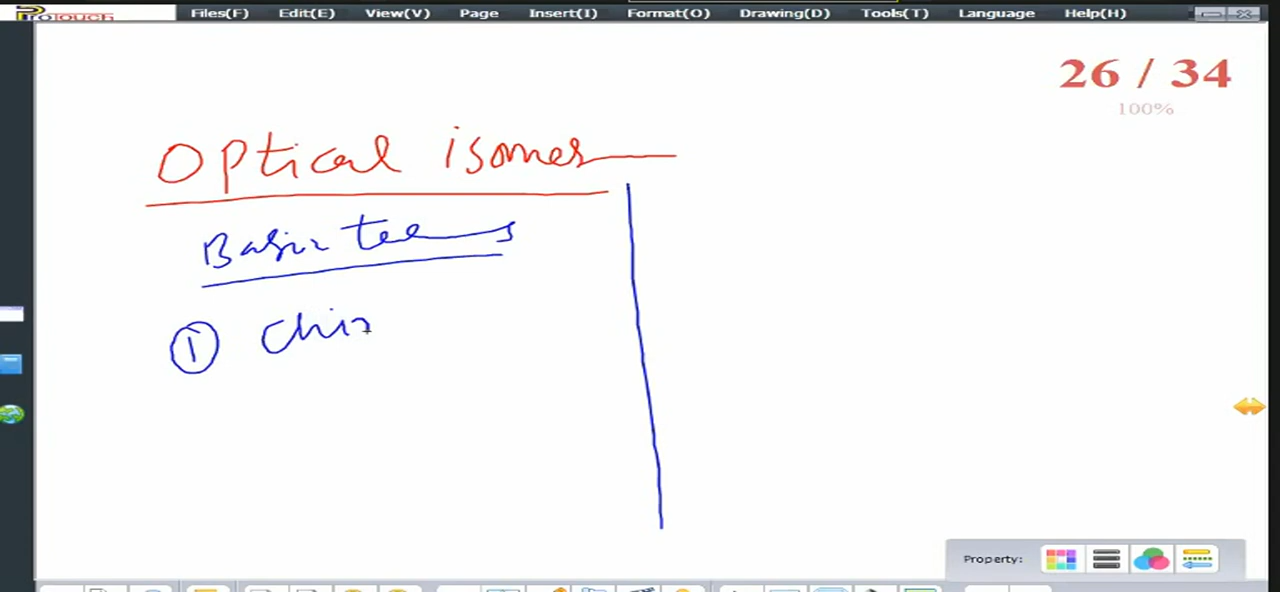 ProTouch Files(F) Edit(E) View(V) Page Insert(I) Format(O) Drawing(D) Tools(T) Language Help(H)
26 / 34
100%
Optical isomer
Basic terms
① Chir
Property: